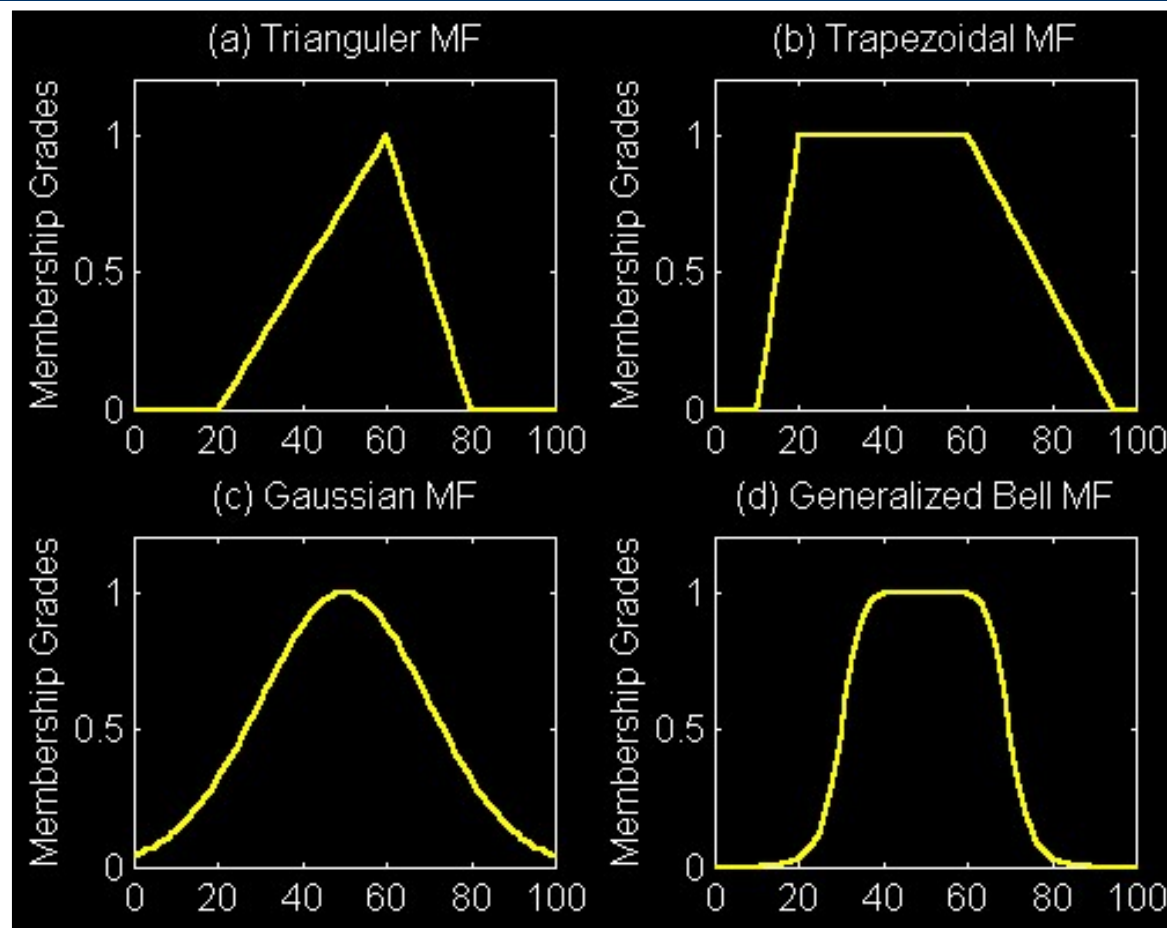 (a) Trianguler MF
Membership Grades
1
0.5
0
0 20 40 60 80 100
(b) Trapezoidal MF
Membership Grades
1
0.5
0
0 20 40 60 80 100
(c) Gaussian MF
Membership Grades
1
0.5
0
0 20 40 60 80 100
(d) Generalized Bell MF
Membership Grades
1
0.5
0
0 20 40 60 80 100